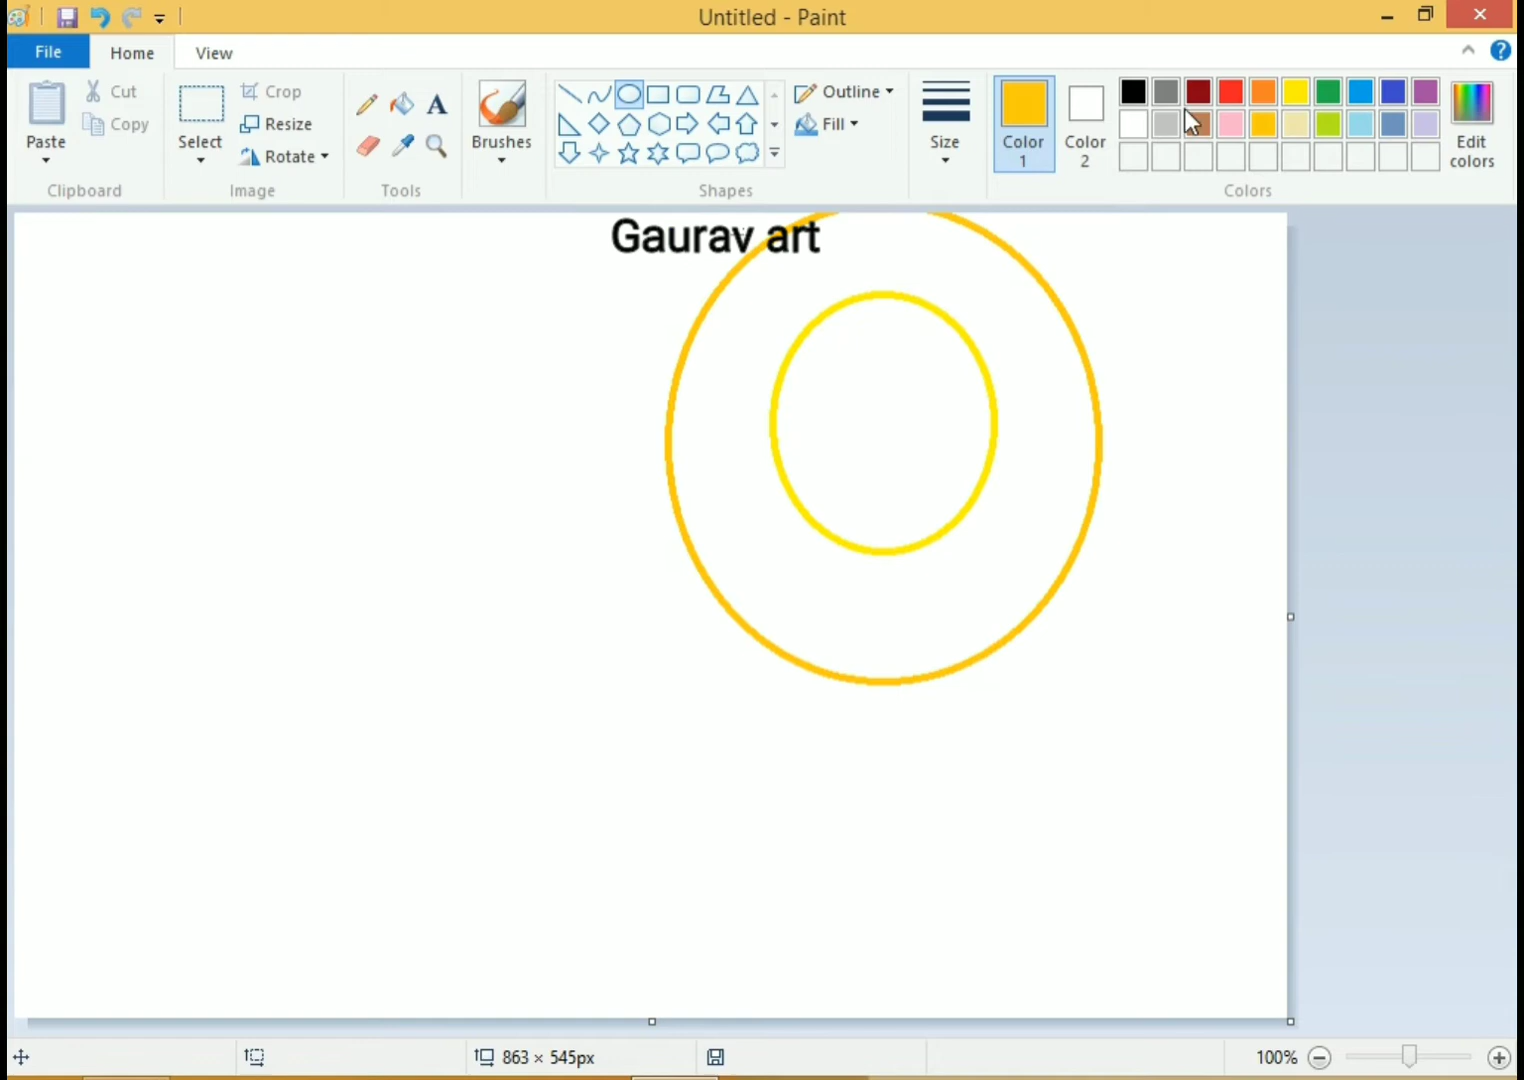 Untitled - Paint
File
Home
View
Paste
Cut
Copy
Clipboard
Select
Crop
Resize
Rotate
Image
A
Tools
Brushes
Shapes
Outline
Fill
Size
Color
1
Color
2
Edit
colors
Colors
?
Gaurav art
863 × 545px
100%